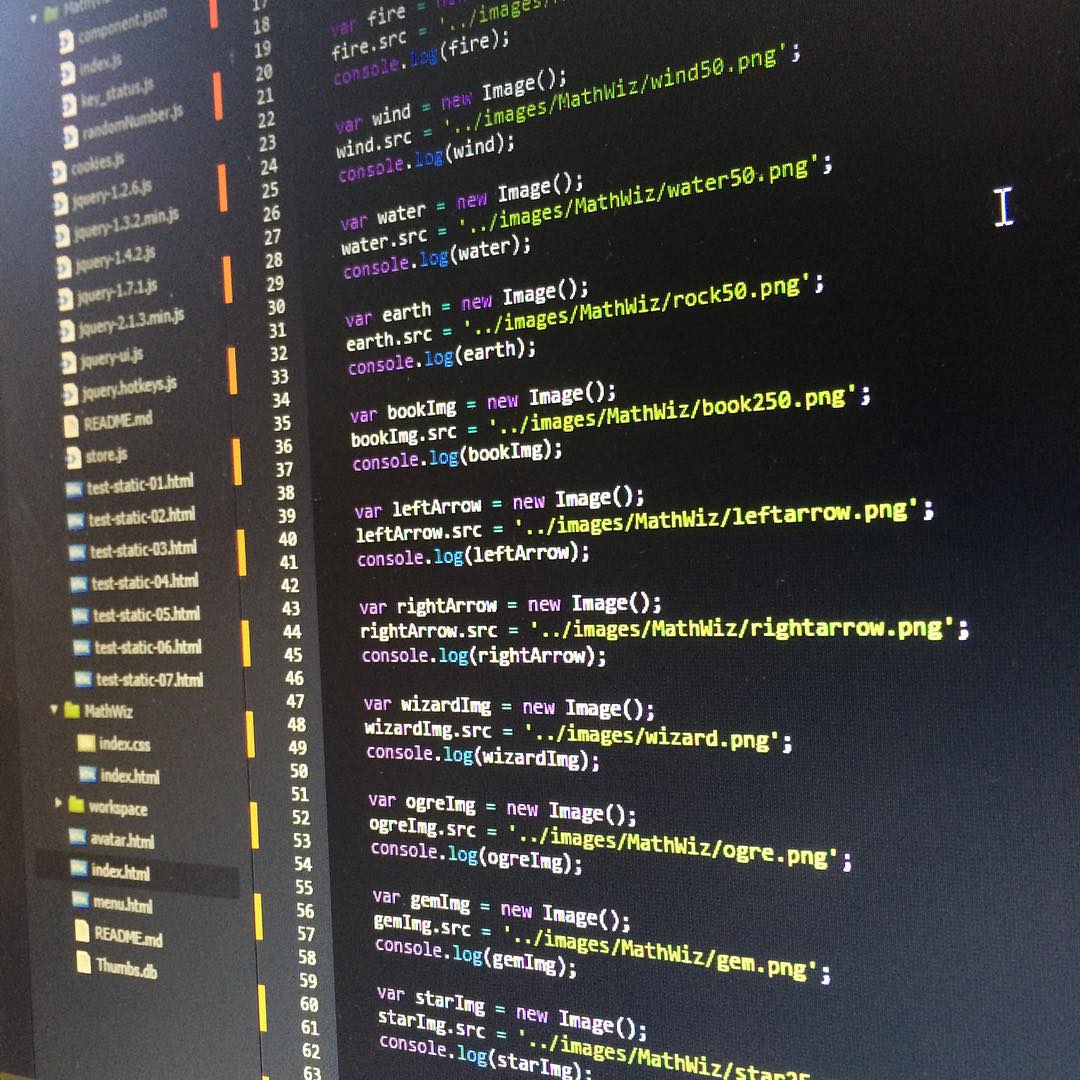 component.json
index.js
key_status.js
randomNumber.js
cookies.js
jquery-1.2.6.js
jquery-1.3.2.min.js
jquery-1.4.2.js
jquery-1.7.1.js
jquery-2.1.3.min.js
jquery-ui.js
jquery.hotkeys.js
README.md
store.js
test-static-01.html
test-static-02.html
test-static-03.html
test-static-04.html
test-static-05.html
test-static-06.html
test-static-07.html
MathWiz
index.css
index.html
workspace
avatar.html
index.html
menu.html
README.md
Thumbs.db
17
18 var fire =
19 fire.src = '../images/
20 console.log(fire);
21
22 var wind = new Image();
23 wind.src = '../images/MathWiz/wind50.png';
24 console.log(wind);
25
26 var water = new Image();
27 water.src = '../images/MathWiz/water50.png';
28 console.log(water);
29
30 var earth = new Image();
31 earth.src = '../images/MathWiz/rock50.png';
32 console.log(earth);
33
34 var bookImg = new Image();
35 bookImg.src = '../images/MathWiz/book250.png';
36 console.log(bookImg);
37
38 var leftArrow = new Image();
39 leftArrow.src = '../images/MathWiz/leftarrow.png';
40 console.log(leftArrow);
41
42 var rightArrow = new Image();
43 rightArrow.src = '../images/MathWiz/rightarrow.png';
44 console.log(rightArrow);
45
46 var wizardImg = new Image();
47 wizardImg.src = '../images/wizard.png';
48 console.log(wizardImg);
49
50 var ogreImg = new Image();
51 ogreImg.src = '../images/MathWiz/ogre.png';
52 console.log(ogreImg);
53
54 var gemImg = new Image();
55 gemImg.src = '../images/MathWiz/gem.png';
56 console.log(gemImg);
57
58 var starImg = new Image();
59 starImg.src = '../images/MathWiz/star25
60 console.log(starImg);
61
62
63